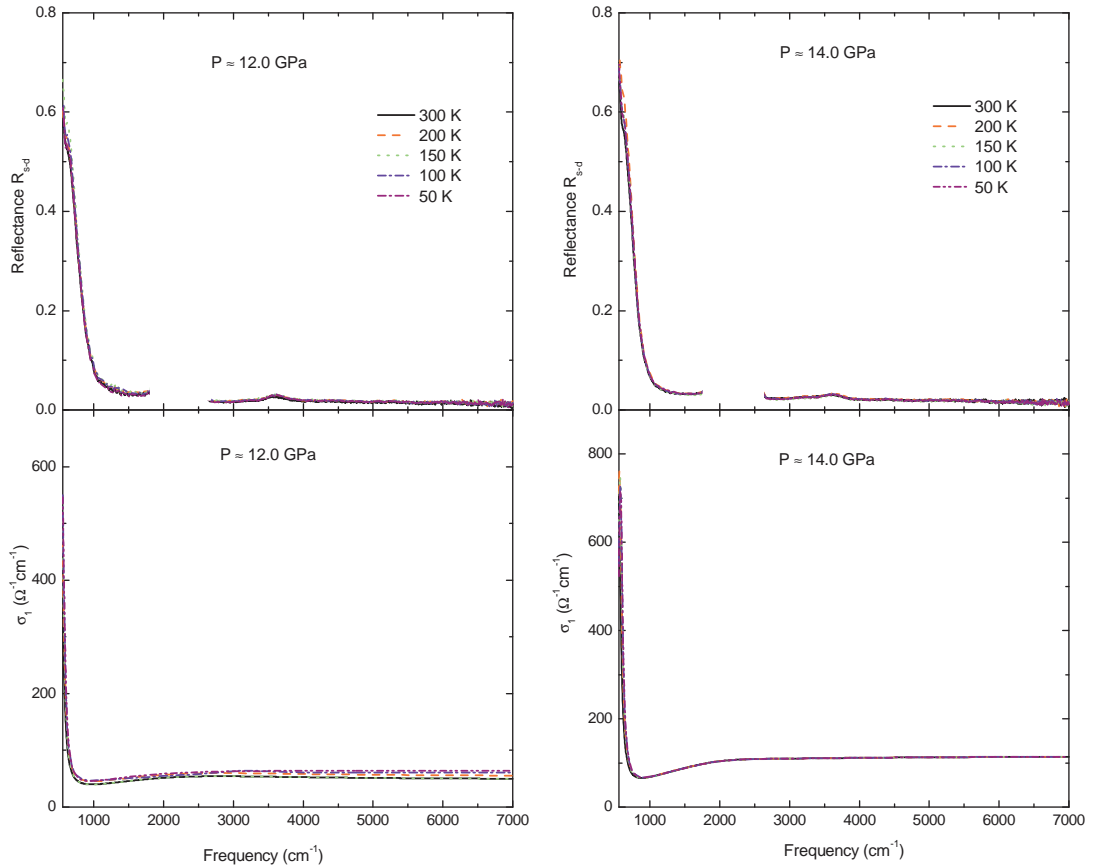 0.8
0.6
0.4
0.2
0.0
Reflectance R s-d
P ≈ 12.0 GPa
300 K
200 K
150 K
100 K
50 K
0.8
0.6
0.4
0.2
0.0
Reflectance R s-d
P ≈ 14.0 GPa
300 K
200 K
150 K
100 K
50 K
600
400
200
0
σ1 (Ω-1cm-1)
P ≈ 12.0 GPa
1000 2000 3000 4000 5000 6000 7000
Frequency (cm-1)
800
600
400
200
0
σ1 (Ω-1cm-1)
P ≈ 14.0 GPa
1000 2000 3000 4000 5000 6000 7000
Frequency (cm-1)